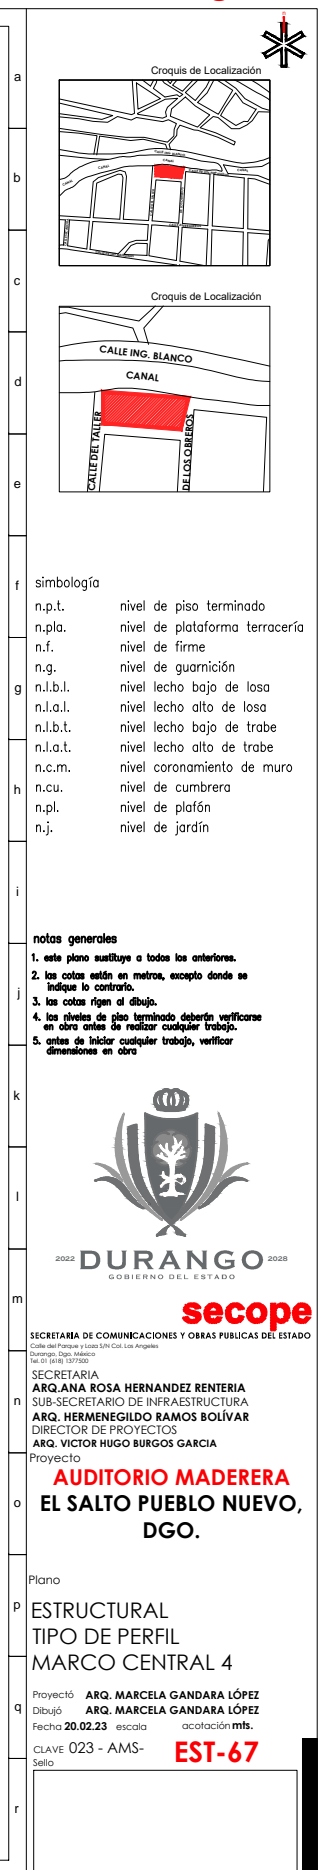 a
Croquis de Localización
b
CANAL
CANAL
CANAL
c
Croquis de Localización
d
CALLE ING. BLANCO
CANAL
CALLE DEL TALLER
DE LOS OBREROS
e
f
simbología
n.p.t. nivel de piso terminado
n.pla. nivel de plataforma terracería
n.f. nivel de firme
n.g. nivel de guarnición
g
n.l.b.l. nivel lecho bajo de losa
n.l.a.l. nivel lecho alto de losa
n.l.b.t. nivel lecho bajo de trabe
n.l.a.t. nivel lecho alto de trabe
n.c.m. nivel coronamiento de muro
h
n.cu. nivel de cumbrera
n.pl. nivel de plafón
n.j. nivel de jardín
i
notas generales
1. este plano sustituye a todos los anteriores.
2. las cotas están en metros, excepto donde se
indique lo contrario.
j
3. las cotas rigen al dibujo.
4. los niveles de piso terminado deberán verificarse
en obra antes de realizar cualquier trabajo.
5. antes de iniciar cualquier trabajo, verificar
dimensiones en obra
k
l
2022 DURANGO 2028
GOBIERNO DEL ESTADO
m
secope
SECRETARIA DE COMUNICACIONES Y OBRAS PUBLICAS DEL ESTADO
Calle del Parque y Loza S/N Col. Los Angeles
Durango, Dgo. México
Tel. 01 (618) 1377500
SECRETARIA
ARQ.ANA ROSA HERNANDEZ RENTERIA
n
SUB-SECRETARIO DE INFRAESTRUCTURA
ARQ. HERMENEGILDO RAMOS BOLÍVAR
DIRECTOR DE PROYECTOS
ARQ. VICTOR HUGO BURGOS GARCIA
Proyecto
AUDITORIO MADERERA
o
EL SALTO PUEBLO NUEVO,
DGO.
Plano
p
ESTRUCTURAL
TIPO DE PERFIL
MARCO CENTRAL 4
Proyectó ARQ. MARCELA GANDARA LÓPEZ
q
Dibujó ARQ. MARCELA GANDARA LÓPEZ
Fecha 20.02.23 escala acotación mts.
CLAVE 023 - AMS- EST-67
Sello
r